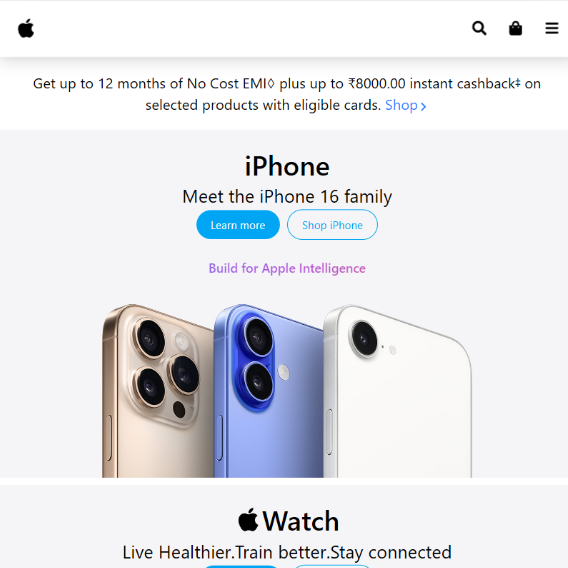 Get up to 12 months of No Cost EMI◊ plus up to ₹8000.00 instant cashback‡ on
selected products with eligible cards. Shop
iPhone
Meet the iPhone 16 family
Learn more Shop iPhone
Build for Apple Intelligence
Watch
Live Healthier.Train better.Stay connected